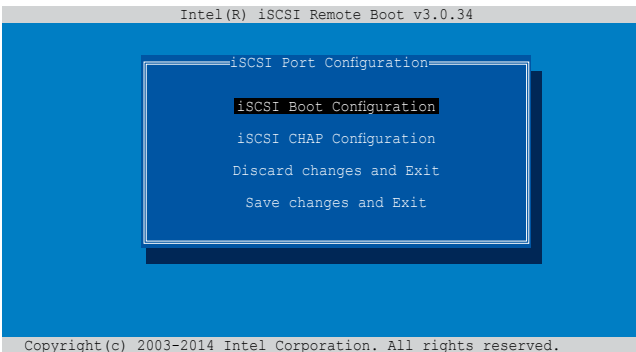 Intel(R) iSCSI Remote Boot v3.0.34
iSCSI Port Configuration
iSCSI Boot Configuration
iSCSI CHAP Configuration
Discard changes and Exit
Save changes and Exit
Copyright(c) 2003-2014 Intel Corporation. All rights reserved.